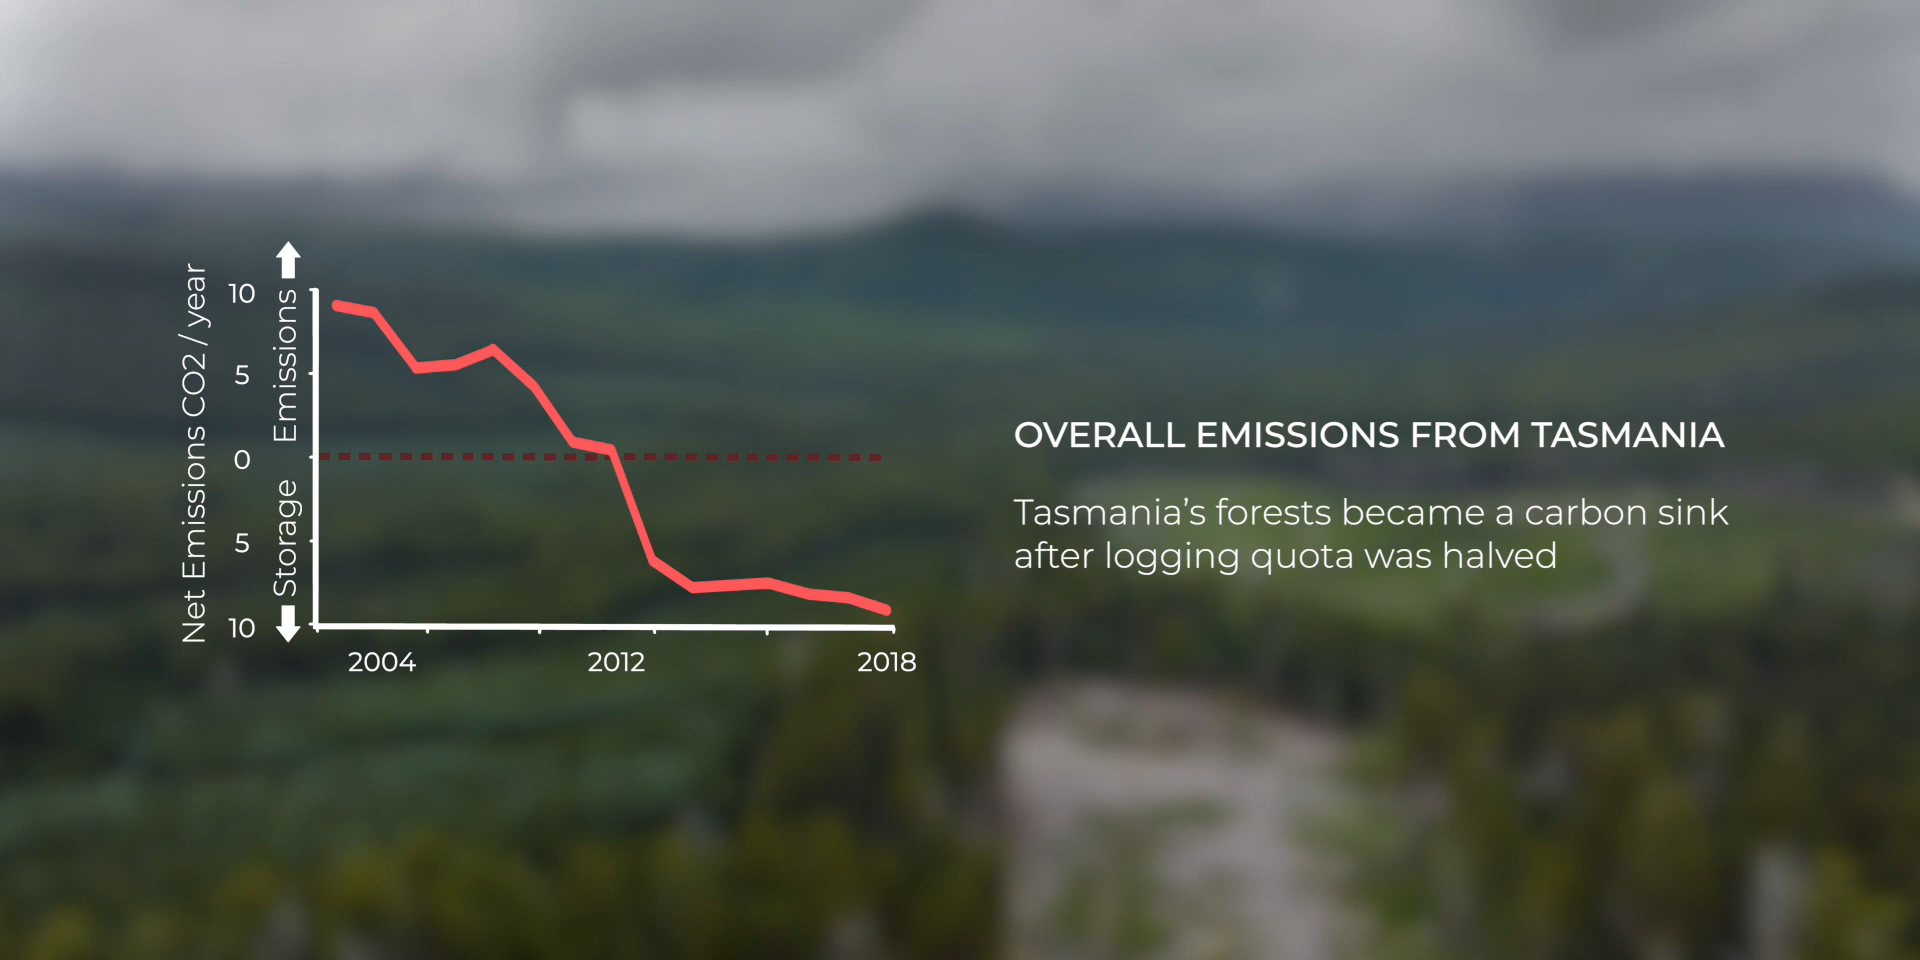 Net Emissions CO2 / year
Emissions
Storage
10
5
0
5
10
2004 2012 2018
OVERALL EMISSIONS FROM TASMANIA
Tasmania’s forests became a carbon sink
after logging quota was halved